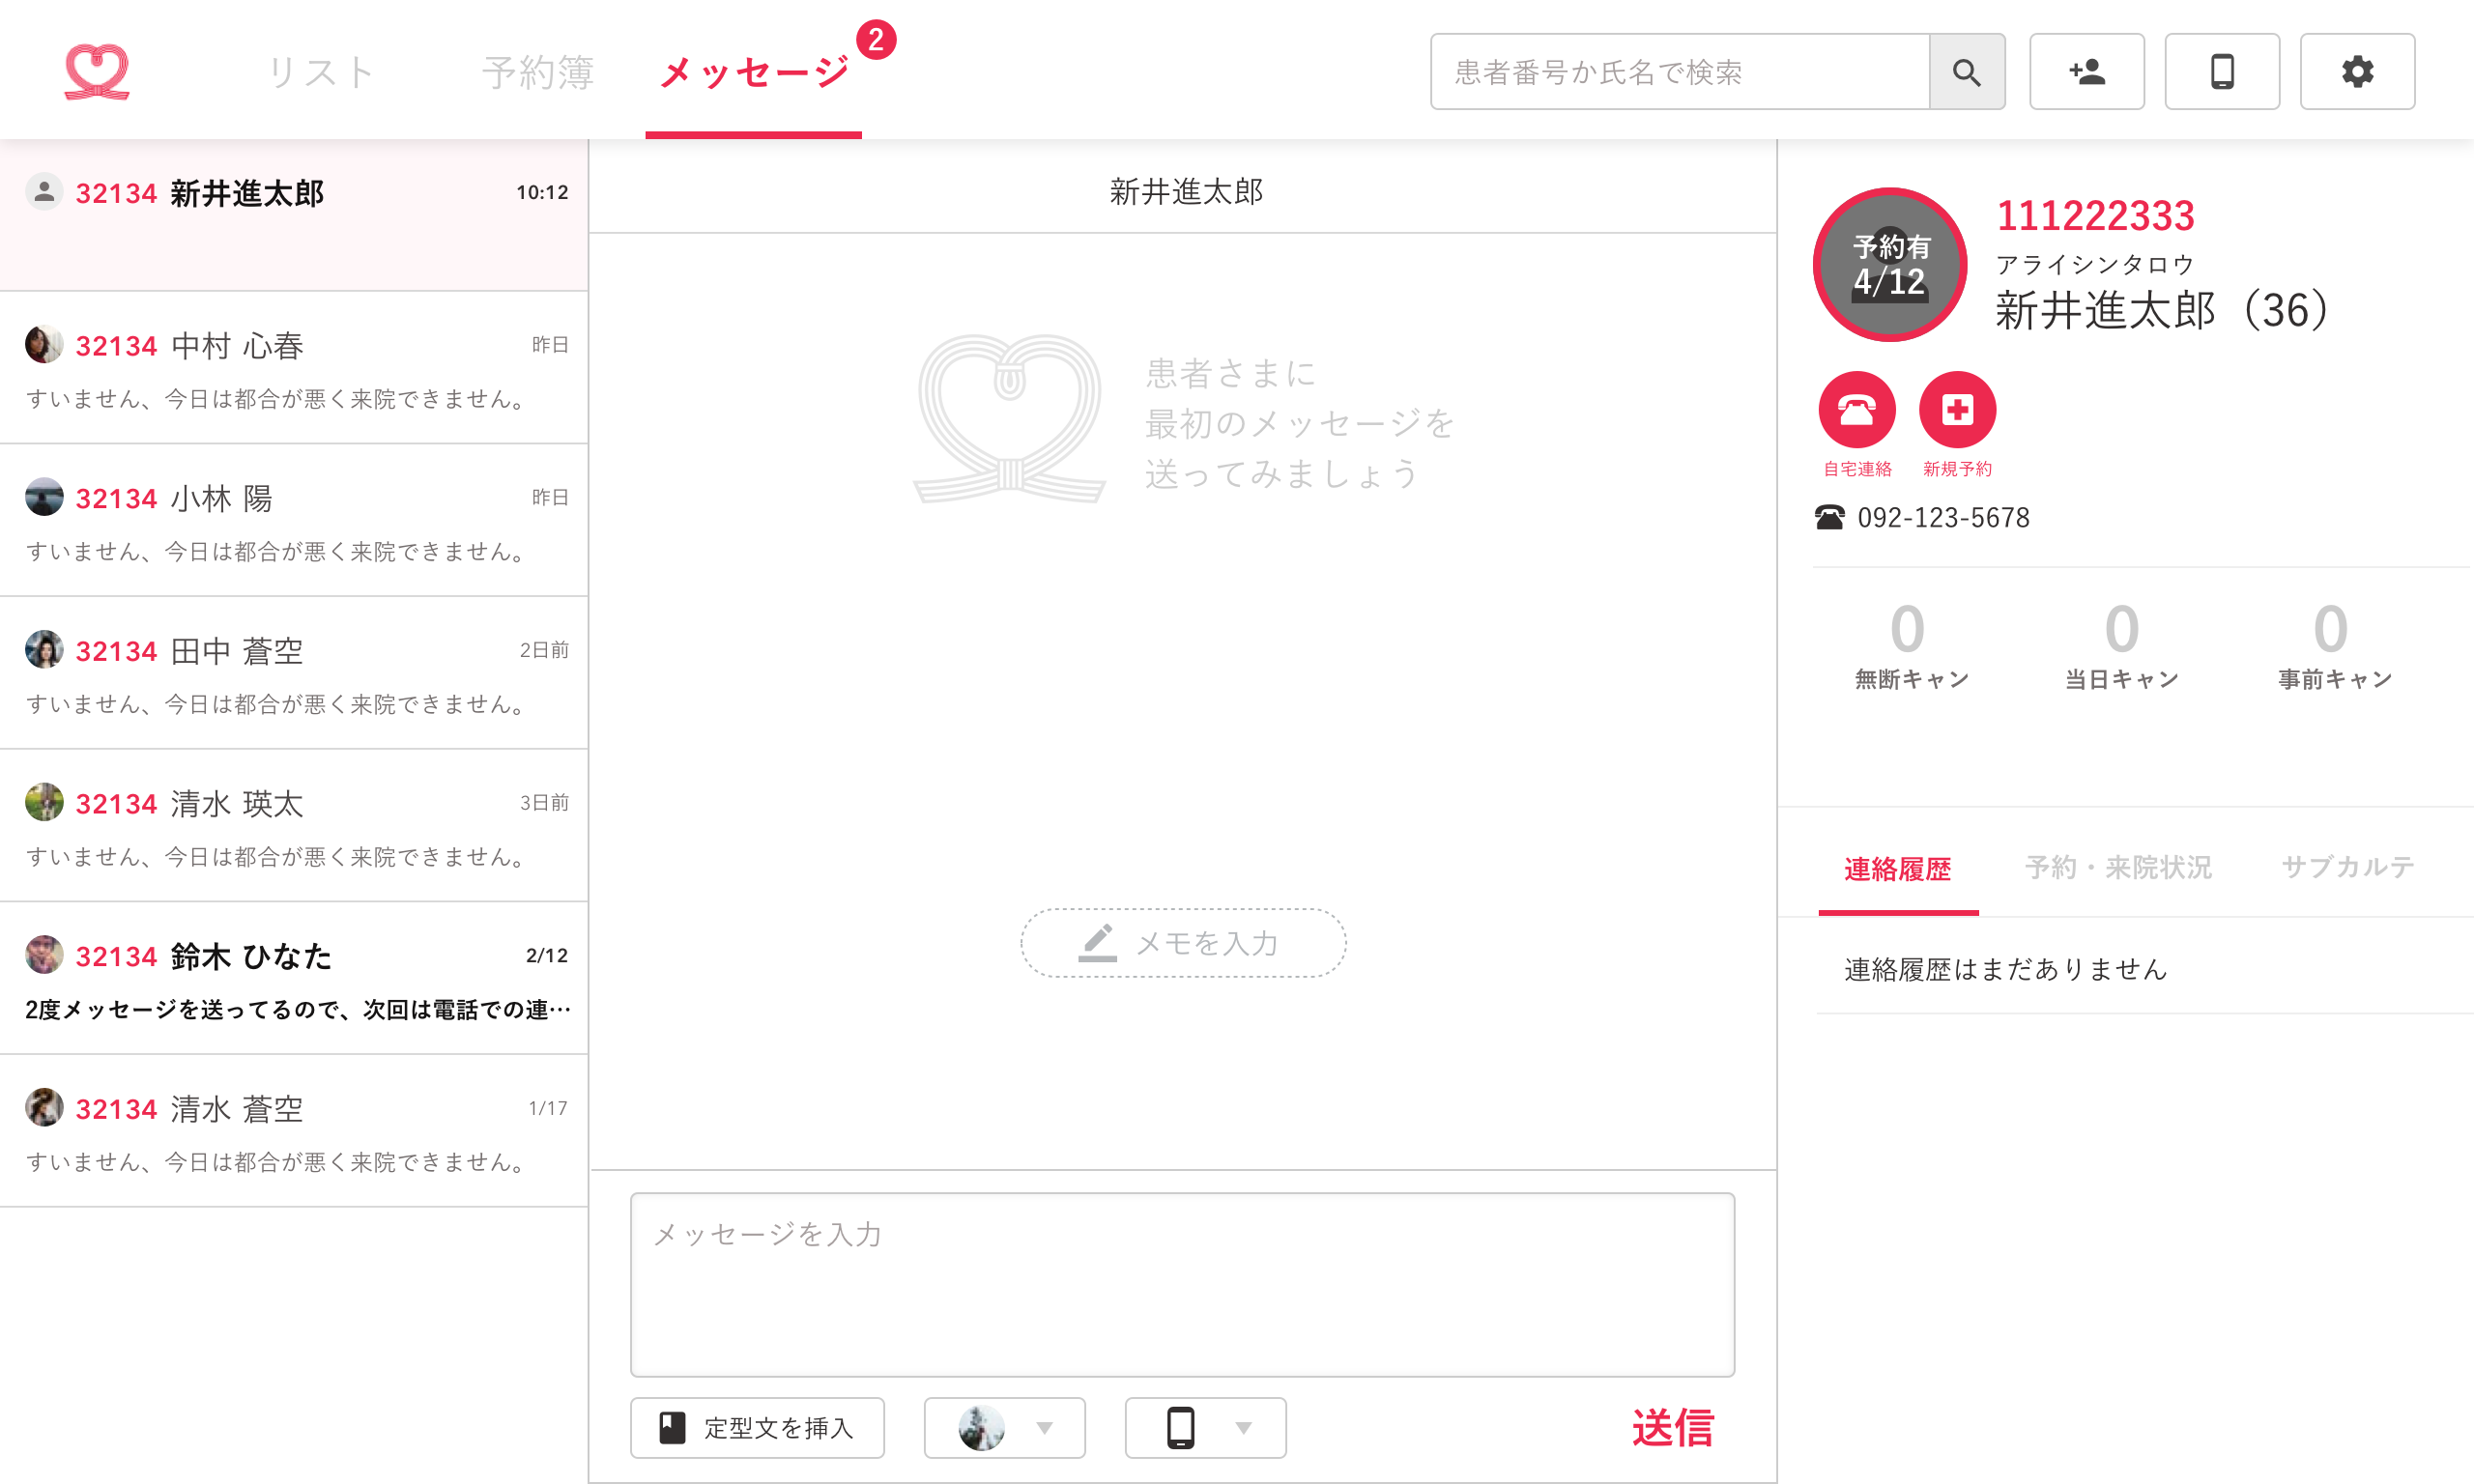 リスト
予約簿
メッセージ
2
患者番号か氏名で検索
32134 新井進太郎 10:12
32134 中村 心春 昨日
すいません、今日は都合が悪く来院できません。
32134 小林 陽 昨日
すいません、今日は都合が悪く来院できません。
32134 田中 蒼空 2日前
すいません、今日は都合が悪く来院できません。
32134 清水 瑛太 3日前
すいません、今日は都合が悪く来院できません。
32134 鈴木 ひなた 2/12
2度メッセージを送ってるので、次回は電話での連…
32134 清水 蒼空 1/17
すいません、今日は都合が悪く来院できません。
新井進太郎
患者さまに
最初のメッセージを
送ってみましょう
メモを入力
メッセージを入力
定型文を挿入
送信
予約有
4/12
111222333
アライシンタロウ
新井進太郎（36）
自宅連絡
新規予約
092-123-5678
0
無断キャン
0
当日キャン
0
事前キャン
連絡履歴
予約・来院状況
サブカルテ
連絡履歴はまだありません